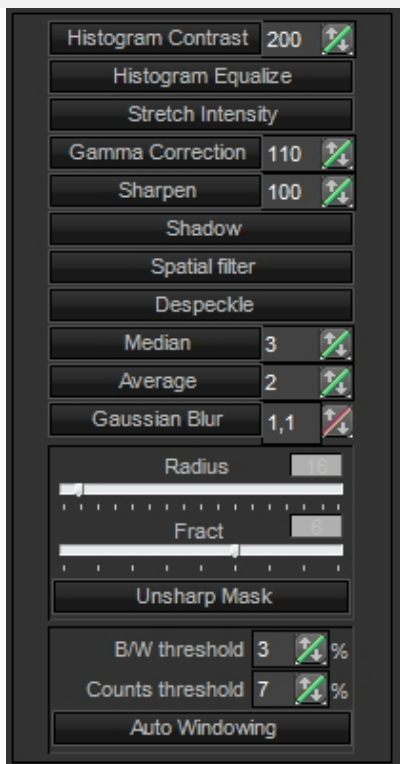 Histogram Contrast 200
Histogram Equalize
Stretch Intensity
Gamma Correction 110
Sharpen 100
Shadow
Spatial filter
Despeckle
Median 3
Average 2
Gaussian Blur 1,1
Radius 16
Fract 6
Unsharp Mask
B/W threshold 3 %
Counts threshold 7 %
Auto Windowing